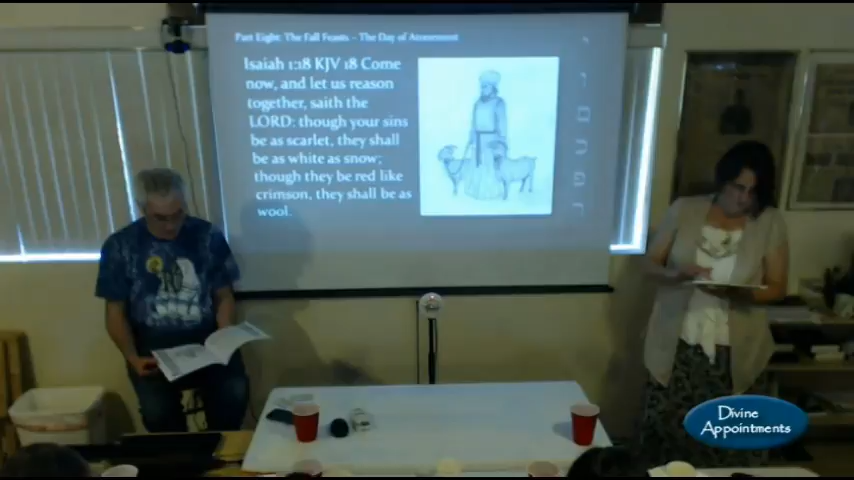 Part Eight: The Fall Feasts – The Day of Atonement
Isaiah 1:18 KJV 18 Come
now, and let us reason
together, saith the
LORD: though your sins
be as scarlet, they shall
be as white as snow;
though they be red like
crimson, they shall be as
wool.
Divine
Appointments